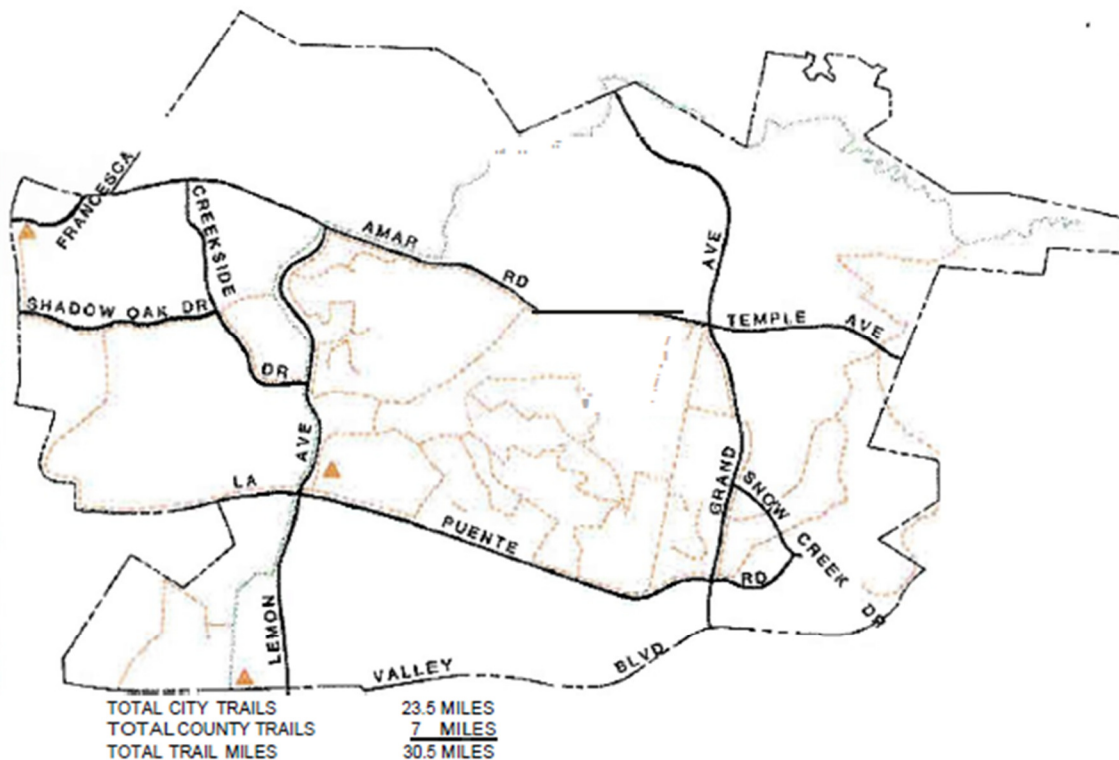 FRANCESCA
CREEKSIDE
DR
AMAR
RD
AVE
SHADOW OAK DR
TEMPLE AVE
AVE
LA
PUENTE
RD
GRAND
SNOW
CREEK
DR
LEMON
VALLEY
BLVD
TOTAL CITY TRAILS 23.5 MILES
TOTAL COUNTY TRAILS 7 MILES
TOTAL TRAIL MILES 30.5 MILES